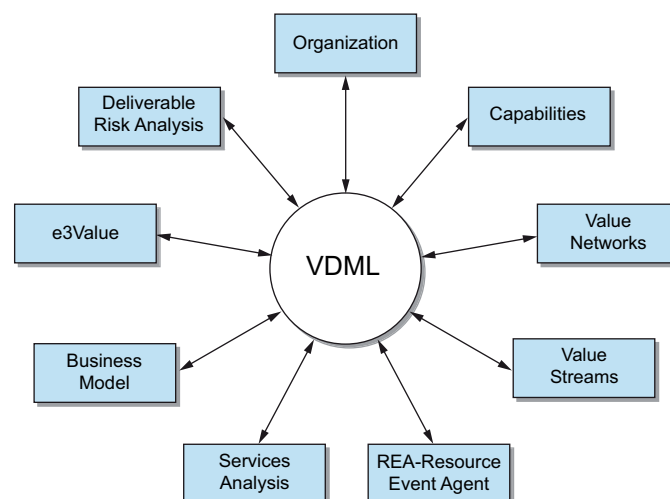 Organization
Deliverable
Risk Analysis
Capabilities
e3Value
VDML
Value
Networks
Business
Model
Value
Streams
Services
Analysis
REA-Resource
Event Agent